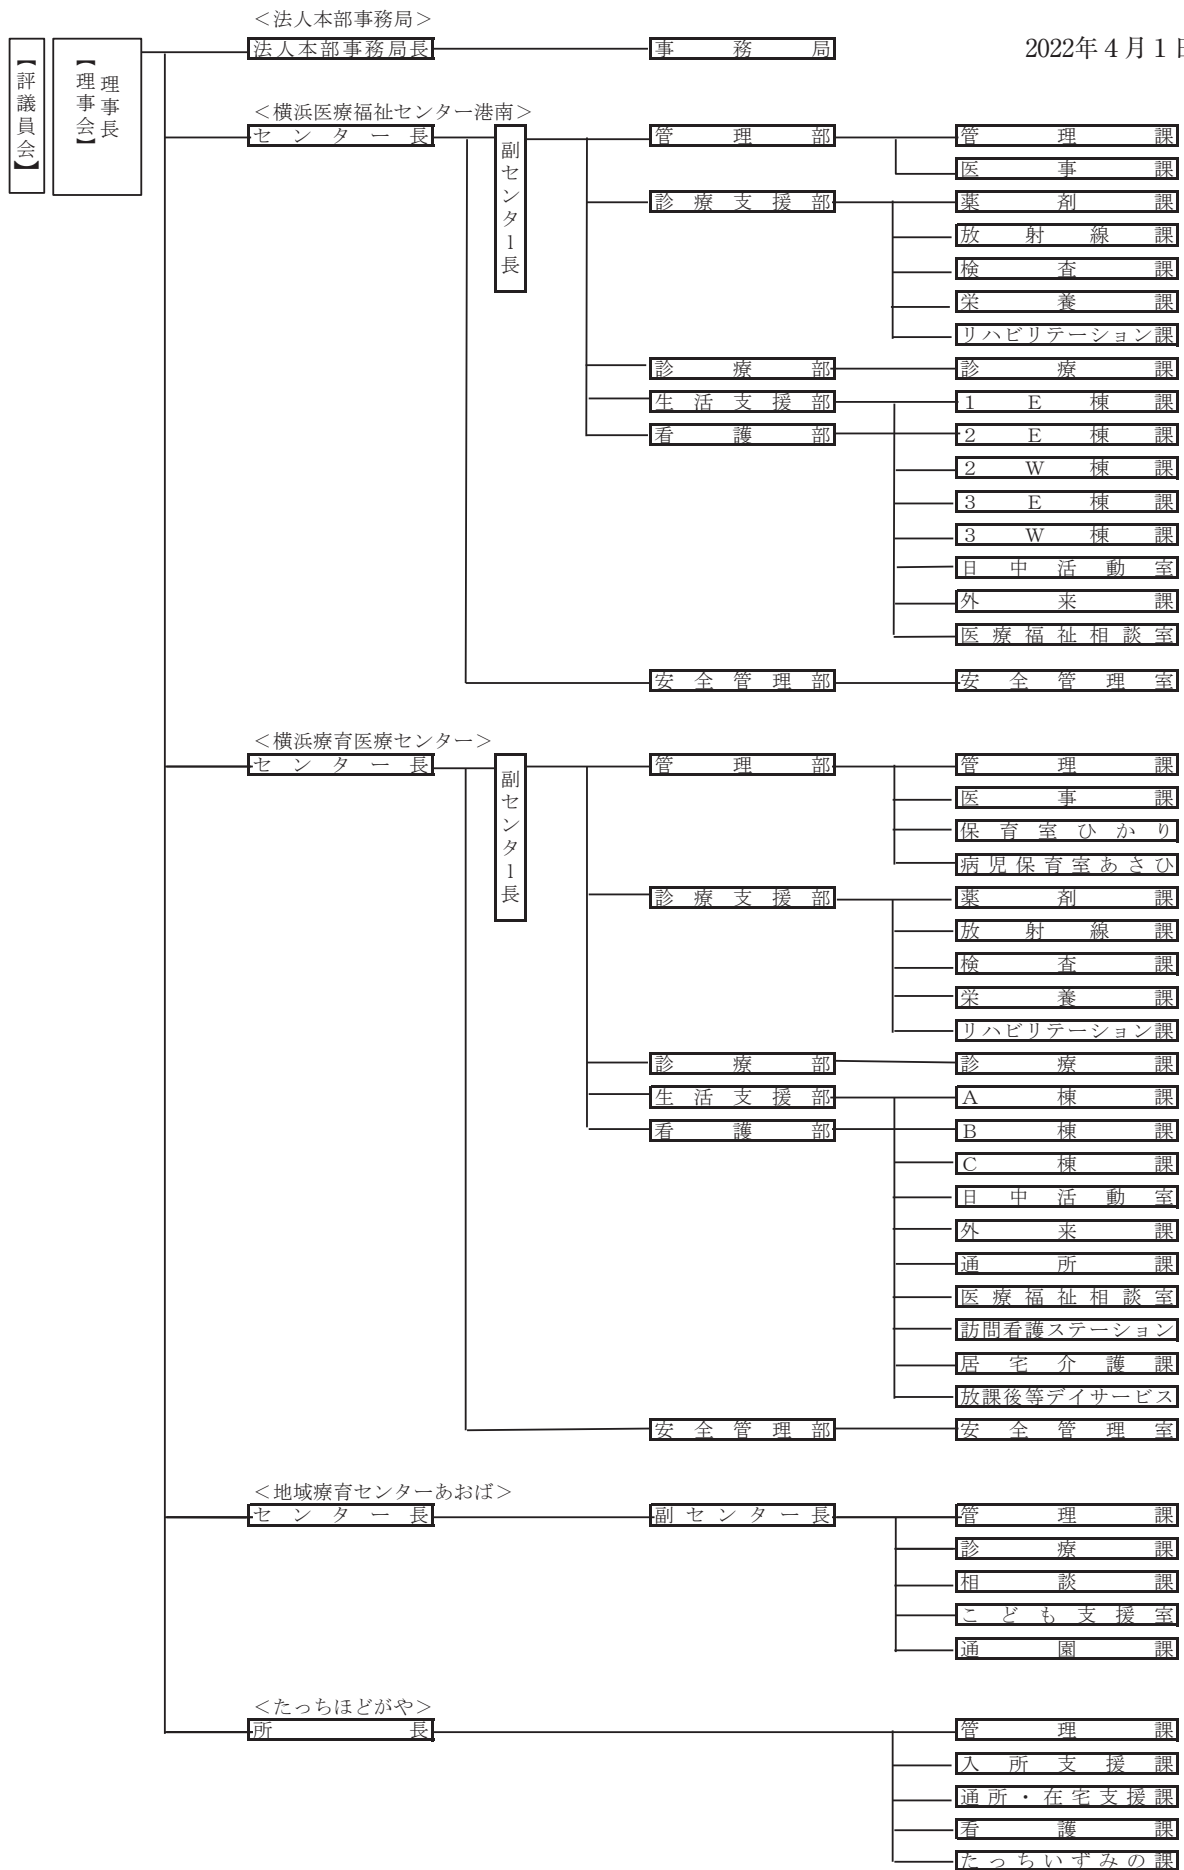 <法人本部事務局>
法人本部事務局長
事務局
2022年4月1日
【評議員会】
【理事会】
理事長
<横浜医療福祉センター港南>
センター長
副センター長
管理部
管理課
医事課
診療支援部
薬剤課
放射線課
検査課
栄養課
リハビリテーション課
診療部
診療課
生活支援部
1E棟課
看護部
2E棟課
2W棟課
3E棟課
3W棟課
日中活動室
外来課
医療福祉相談室
安全管理部
安全管理室
<横浜療育医療センター>
センター長
副センター長
管理部
管理課
医事課
保育室ひかり
病児保育室あさひ
診療支援部
薬剤課
放射線課
検査課
栄養課
リハビリテーション課
診療部
診療課
生活支援部
A棟課
看護部
B棟課
C棟課
日中活動室
外来課
通所課
医療福祉相談室
訪問看護ステーション
居宅介護課
放課後等デイサービス
安全管理部
安全管理室
<地域療育センターあおば>
センター長
副センター長
管理課
診療課
相談課
こども支援室
通園課
<たっちほどがや>
所長
管理課
入所支援課
通所・在宅支援課
看護課
たっちいずみの課